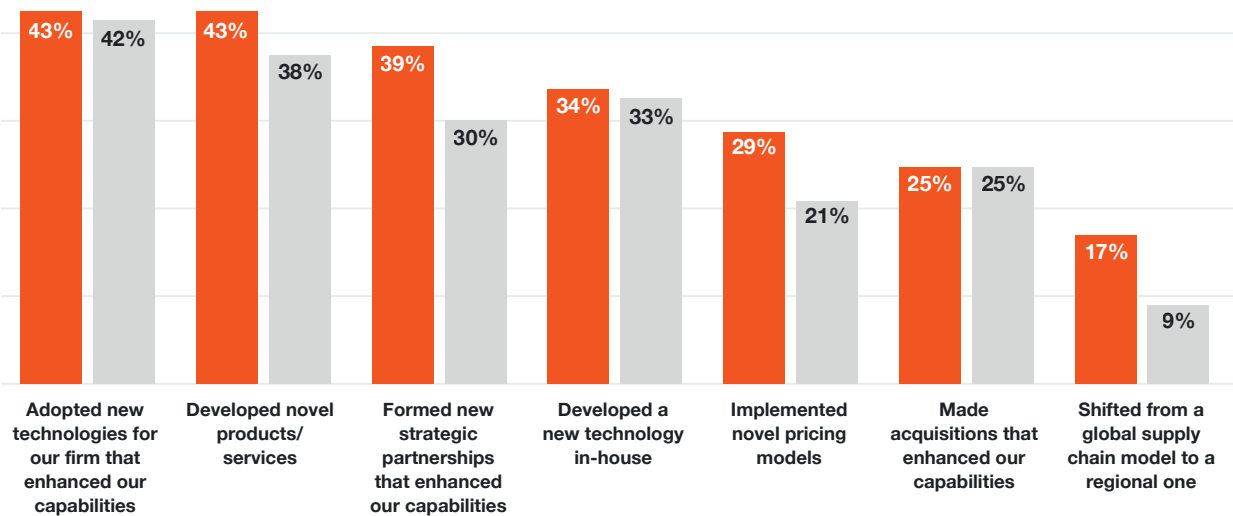 43%
42%
43%
38%
39%
30%
34%
33%
29%
21%
25%
25%
17%
9%
Adopted new
technologies for
our firm that
enhanced our
capabilities
Developed novel
products/
services
Formed new
strategic
partnerships
that enhanced
our capabilities
Developed a
new technology
in-house
Implemented
novel pricing
models
Made
acquisitions that
enhanced our
capabilities
Shifted from a
global supply
chain model to a
regional one